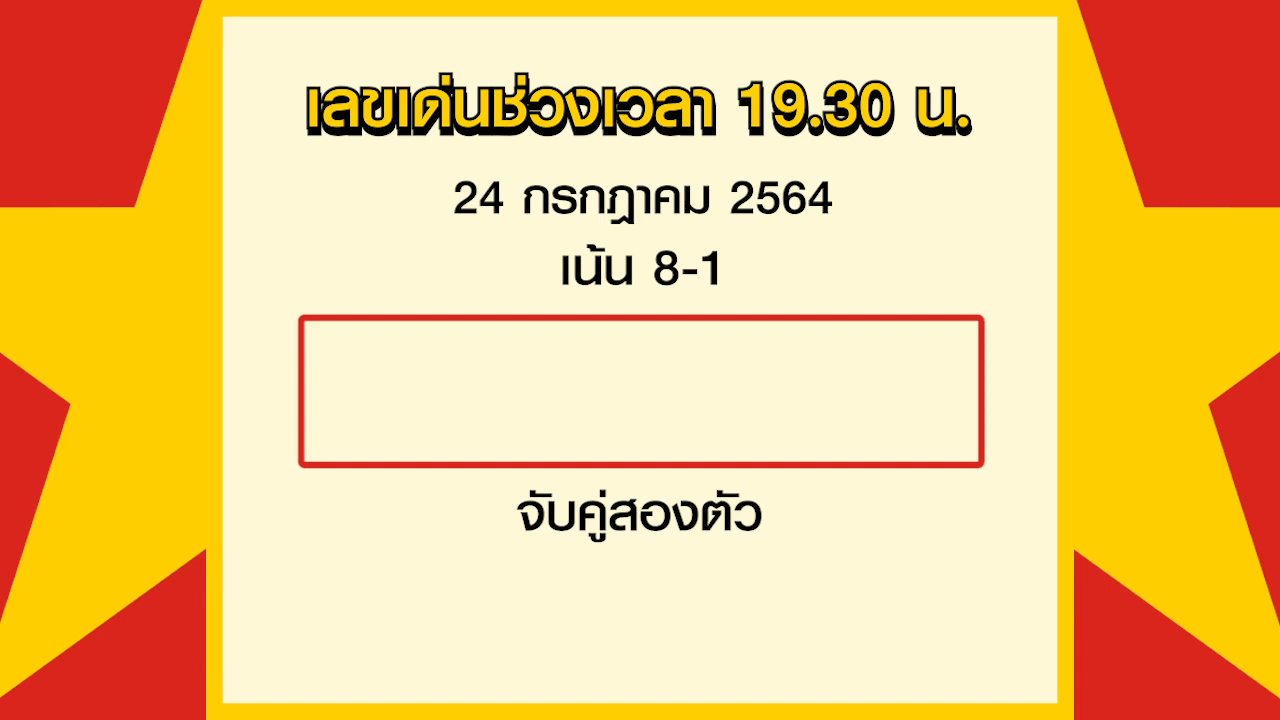 เลขเด่นช่วงเวลา 19.30 น.
24 กรกฎาคม 2564
เน้น 8-1
จับคู่สองตัว